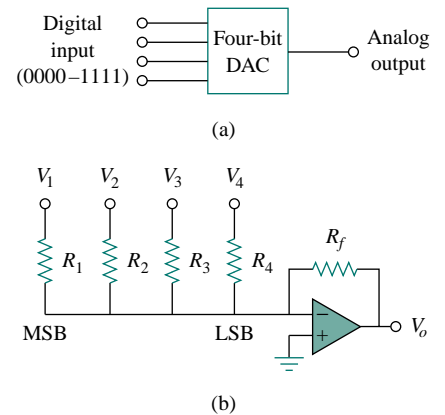 Digital
input
(0000–1111)
Four-bit
DAC
Analog
output
(a)
V1 V2 V3 V4
R1 R2 R3 R4 Rf
MSB LSB − + Vo
(b)